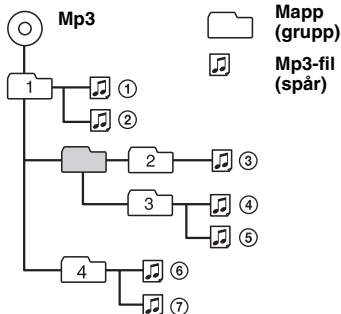 Mp3
Mapp
(grupp)
Mp3-fil
(spår)
1
①
②
2
③
3
④
⑤
4
⑥
⑦